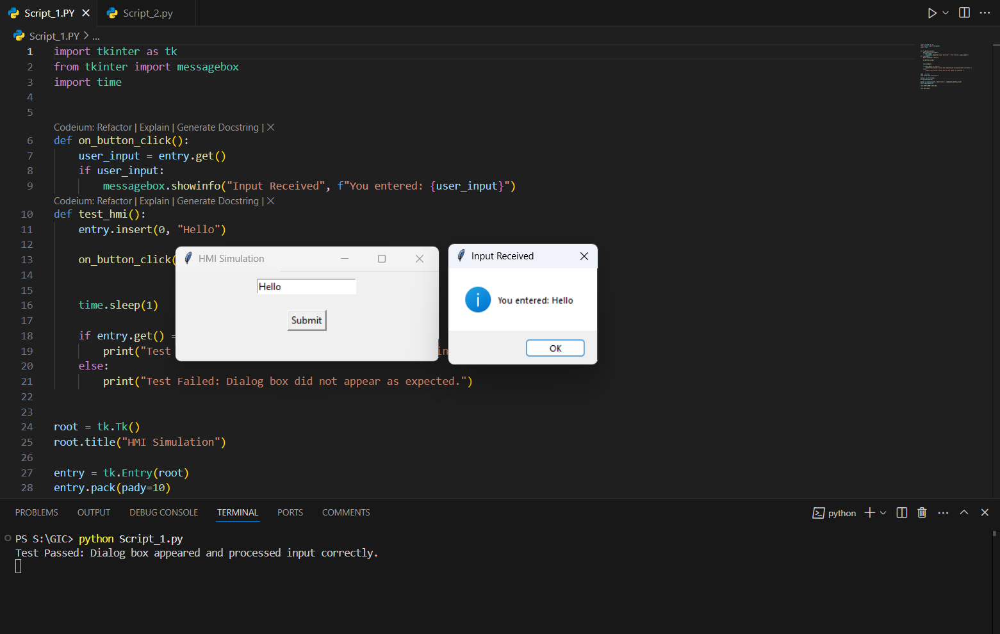 Script_1.PY
Script_2.py
Script_1.PY > ...
1 import tkinter as tk
2 from tkinter import messagebox
3 import time
4
5
Codeium: Refactor | Explain | Generate Docstring | ×
6 def on_button_click():
7 user_input = entry.get()
8 if user_input:
9 messagebox.showinfo("Input Received", f"You entered: {user_input}")
Codeium: Refactor | Explain | Generate Docstring | ×
10 def test_hmi():
11 entry.insert(0, "Hello")
12
13 on_button_click(
14
15
16 time.sleep(1)
17
18 if entry.get() =
19 print("Test in
20 else:
21 print("Test Failed: Dialog box did not appear as expected.")
22
23
24 root = tk.Tk()
25 root.title("HMI Simulation")
26
27 entry = tk.Entry(root)
28 entry.pack(pady=10)
HMI Simulation
Hello
Submit
Input Received
You entered: Hello
OK
PROBLEMS OUTPUT DEBUG CONSOLE TERMINAL PORTS COMMENTS
python
PS S:\GIC> python Script_1.py
Test Passed: Dialog box appeared and processed input correctly.